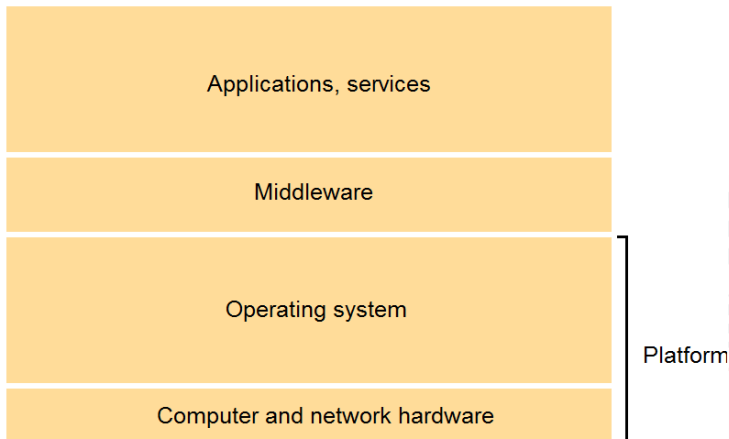 Applications, services
Middleware
Operating system
Platform
Computer and network hardware